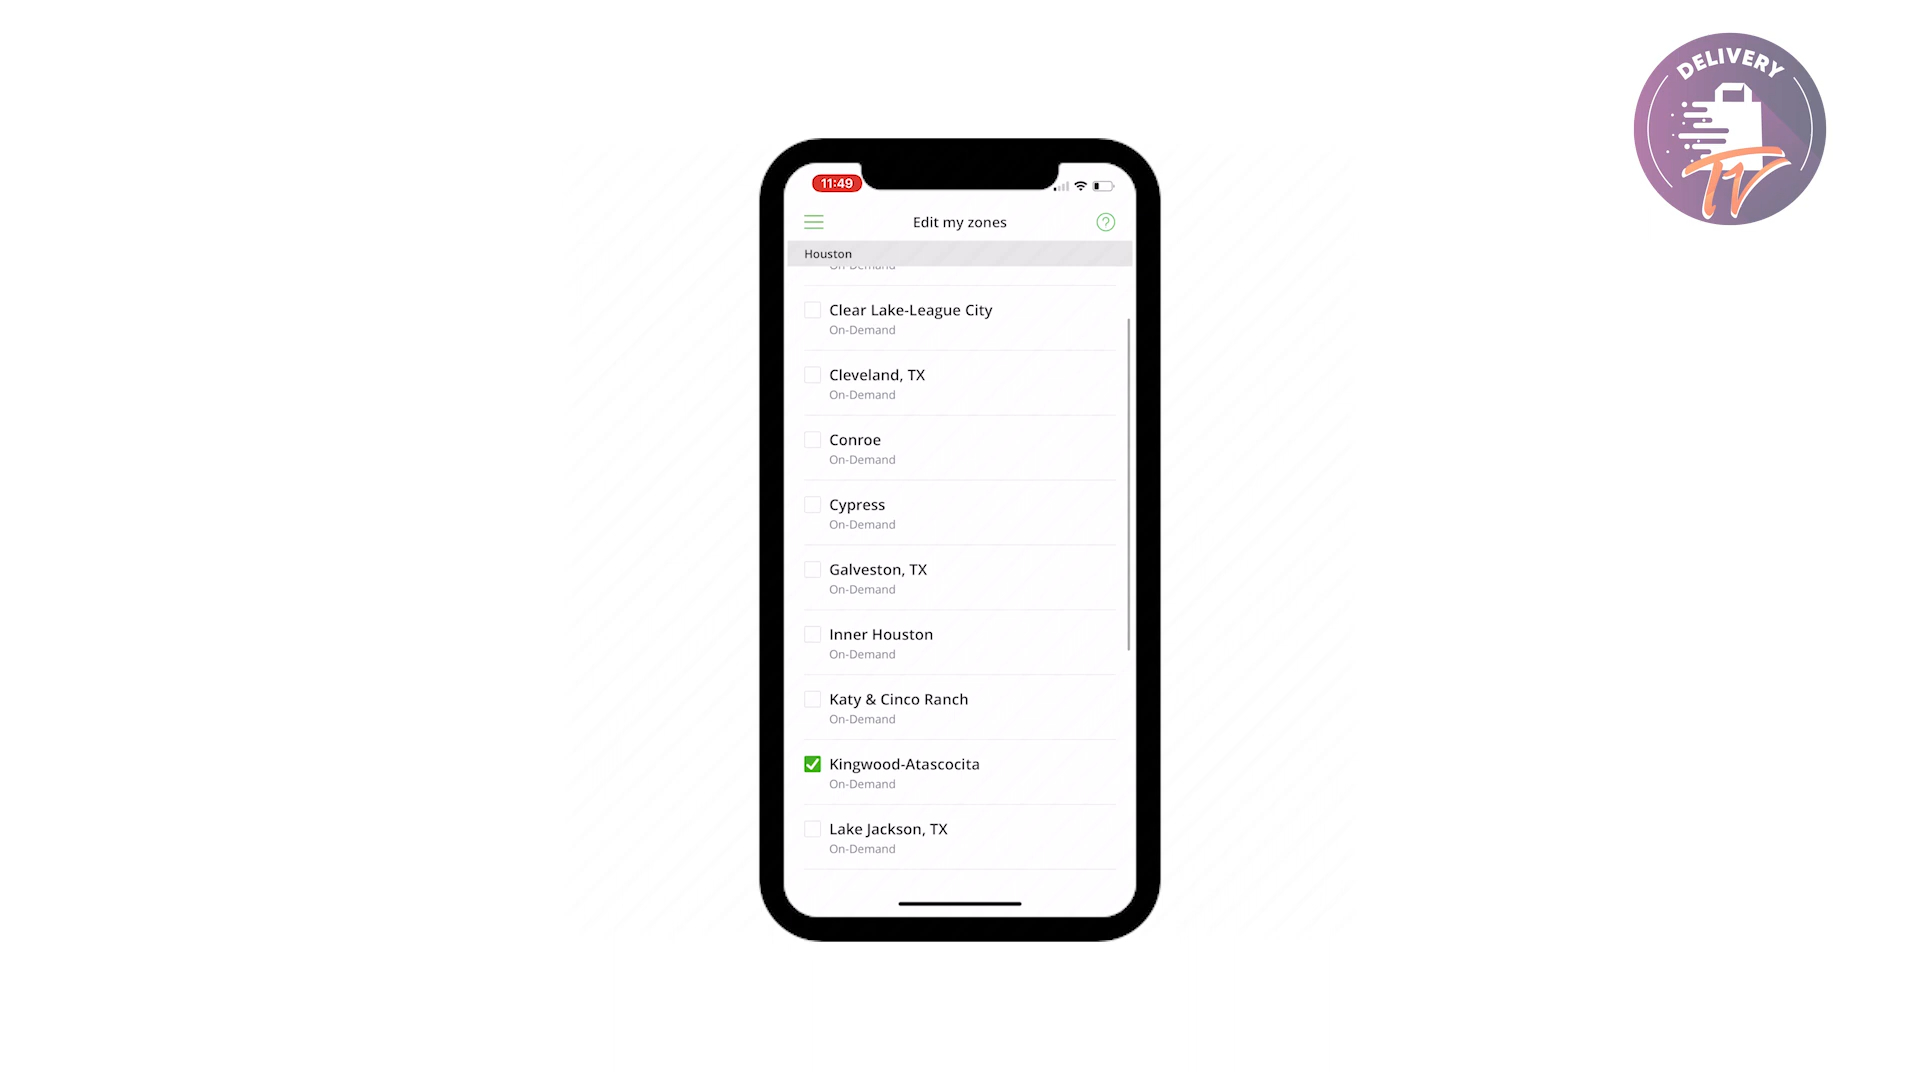 DELIVERY
TV
11:49
Edit my zones
Houston
On-Demand
Clear Lake-League City
On-Demand
Cleveland, TX
On-Demand
Conroe
On-Demand
Cypress
On-Demand
Galveston, TX
On-Demand
Inner Houston
On-Demand
Katy & Cinco Ranch
On-Demand
Kingwood-Atascocita
On-Demand
Lake Jackson, TX
On-Demand